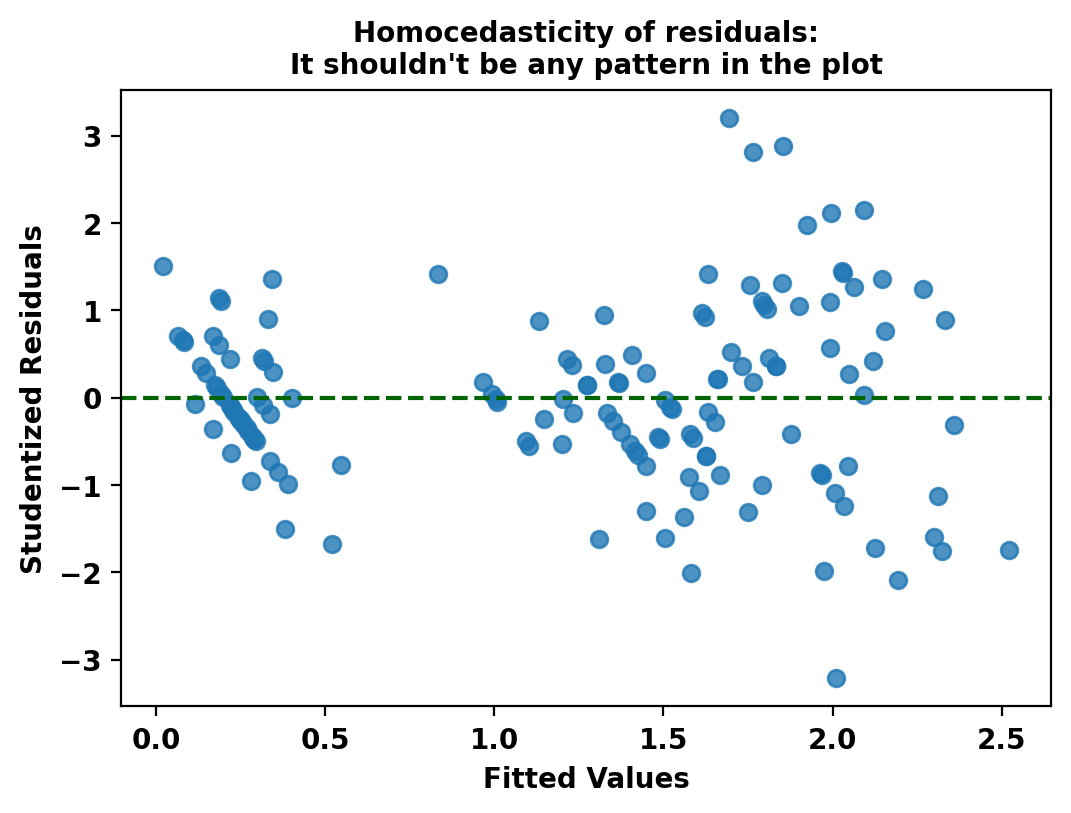 Homocedasticity of residuals:
It shouldn't be any pattern in the plot
3
2
1
0
−1
−2
−3
Studentized Residuals
0.0 0.5 1.0 1.5 2.0 2.5
Fitted Values